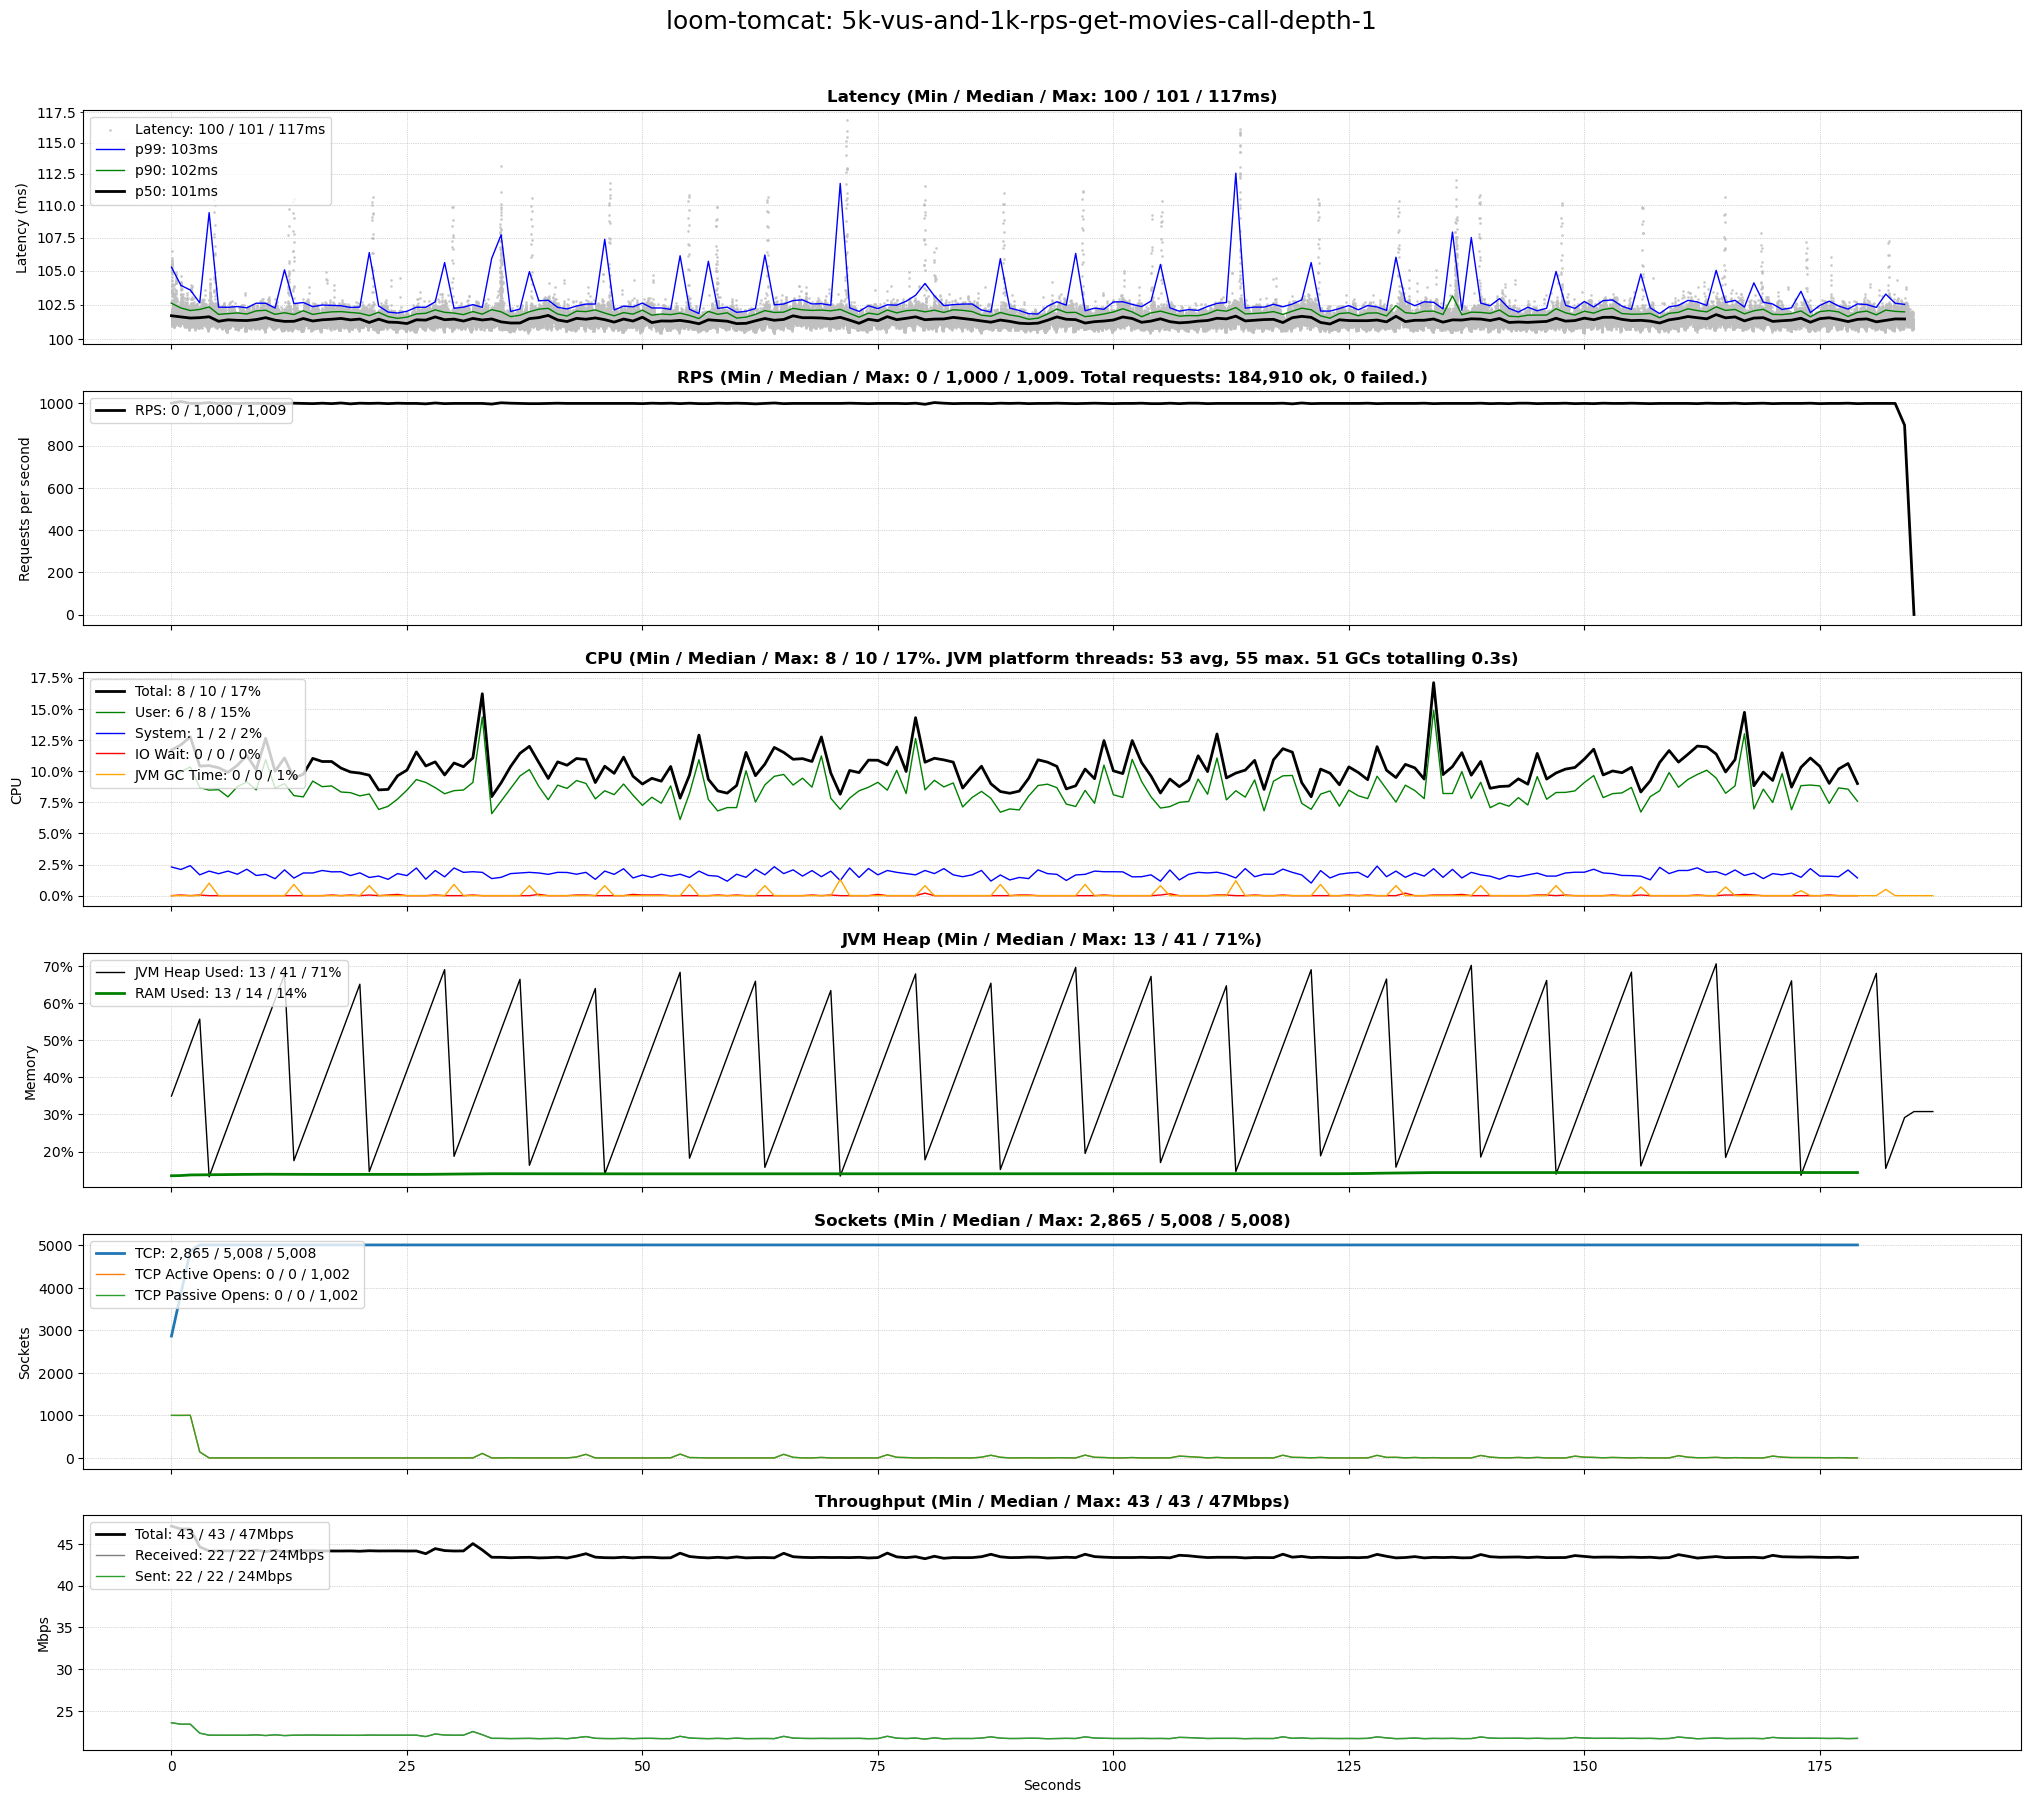 loom-tomcat: 5k-vus-and-1k-rps-get-movies-call-depth-1
Latency (Min / Median / Max: 100 / 101 / 117ms)
Latency (ms)
117.5
115.0
112.5
110.0
107.5
105.0
102.5
100
Latency: 100 / 101 / 117ms
p99: 103ms
p90: 102ms
p50: 101ms
RPS (Min / Median / Max: 0 / 1,000 / 1,009. Total requests: 184,910 ok, 0 failed.)
Requests per second
1000
800
600
400
200
0
RPS: 0 / 1,000 / 1,009
CPU (Min / Median / Max: 8 / 10 / 17%. JVM platform threads: 53 avg, 55 max. 51 GCs totalling 0.3s)
CPU
17.5%
15.0%
12.5%
10.0%
7.5%
5.0%
2.5%
0.0%
Total: 8 / 10 / 17%
User: 6 / 8 / 15%
System: 1 / 2 / 2%
IO Wait: 0 / 0 / 0%
JVM GC Time: 0 / 0 / 1%
JVM Heap (Min / Median / Max: 13 / 41 / 71%)
Memory
70%
60%
50%
40%
30%
20%
JVM Heap Used: 13 / 41 / 71%
RAM Used: 13 / 14 / 14%
Sockets (Min / Median / Max: 2,865 / 5,008 / 5,008)
Sockets
5000
4000
3000
2000
1000
0
TCP: 2,865 / 5,008 / 5,008
TCP Active Opens: 0 / 0 / 1,002
TCP Passive Opens: 0 / 0 / 1,002
Throughput (Min / Median / Max: 43 / 43 / 47Mbps)
Mbps
45
40
35
30
25
Total: 43 / 43 / 47Mbps
Received: 22 / 22 / 24Mbps
Sent: 22 / 22 / 24Mbps
0 25 50 75 100 125 150 175
Seconds